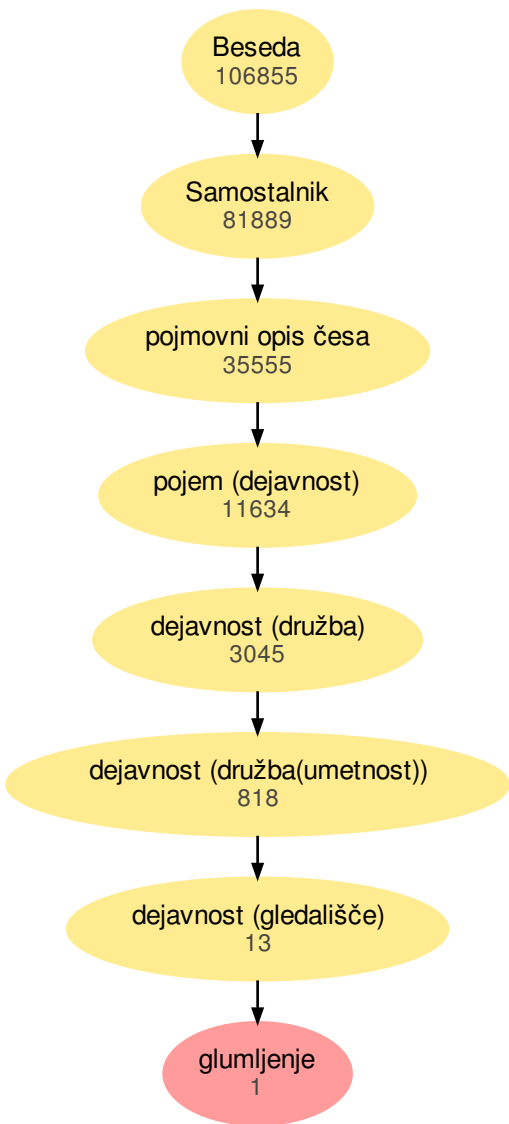 Beseda
106855
Samostalnik
81889
pojmovni opis česa
35555
pojem (dejavnost)
11634
dejavnost (družba)
3045
dejavnost (družba(umetnost))
818
dejavnost (gledališče)
13
glumljenje
1